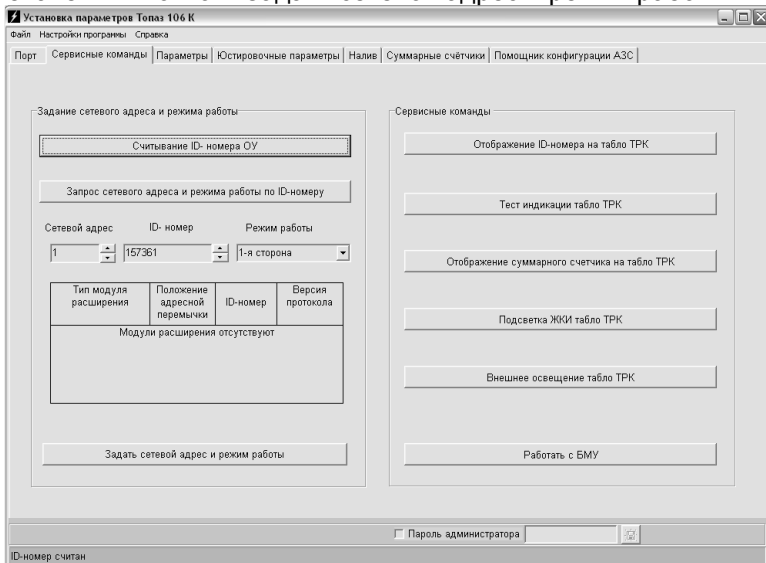 Установка параметров Топаз 106 К
Файл Настройки программы Справка
Порт Сервисные команды Параметры Юстировочные параметры Налив Суммарные счётчики Помощник конфигурации АЗС
Задание сетевого адреса и режима работы
Считывание ID- номера ОУ
Запрос сетевого адреса и режима работы по ID-номеру
Сетевой адрес ID- номер Режим работы
1 157361 1-я сторона
Тип модуля расширения
Положение адресной перемычки
ID-номер
Версия протокола
Модули расширения отсутствуют
Задать сетевой адрес и режим работы
Сервисные команды
Отображение ID-номера на табло ТРК
Тест индикации табло ТРК
Отображение суммарного счетчика на табло ТРК
Подсветка ЖКИ табло ТРК
Внешнее освещение табло ТРК
Работать с БМУ
Пароль администратора
ID-номер считан